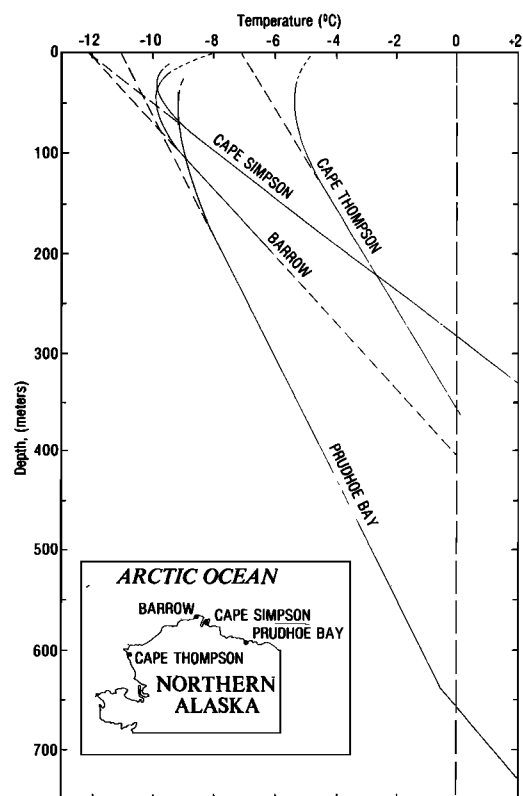 Temperature (ºC)
-12 -10 -8 -6 -4 -2 0 +2
0
100
200
300
400
500
600
700
Depth, (meters)
CAPE SIMPSON
CAPE THOMPSON
BARROW
PRUDHOE BAY
ARCTIC OCEAN
BARROW
CAPE SIMPSON
PRUDHOE BAY
CAPE THOMPSON
NORTHERN
ALASKA